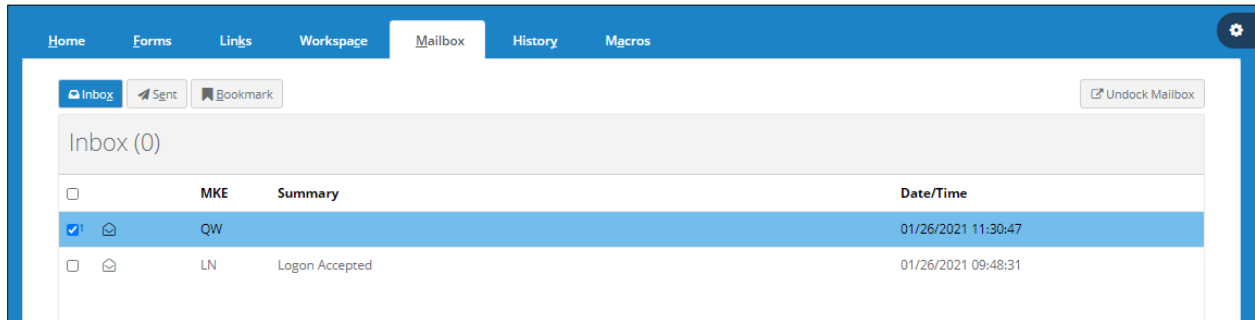 Home Forms Links Workspace Mailbox History Macros
Inbox Sent Bookmark Undock Mailbox
Inbox (0)
MKE Summary Date/Time
1 QW 01/26/2021 11:30:47
LN Logon Accepted 01/26/2021 09:48:31